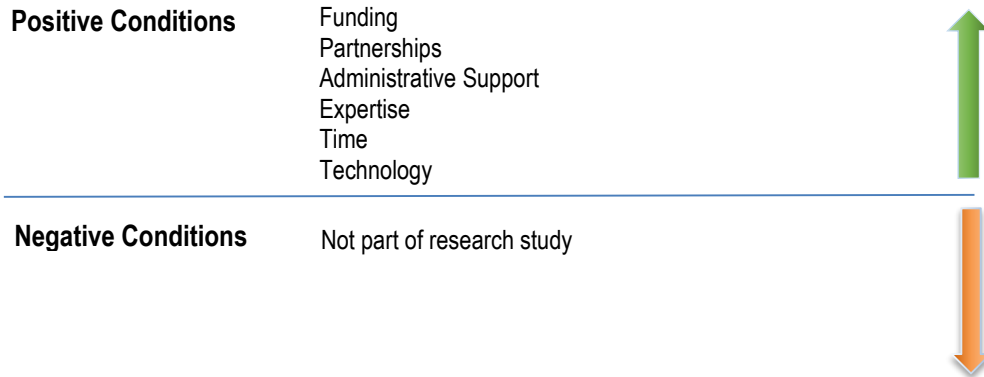 Positive Conditions
Funding
Partnerships
Administrative Support
Expertise
Time
Technology
Negative Conditions
Not part of research study